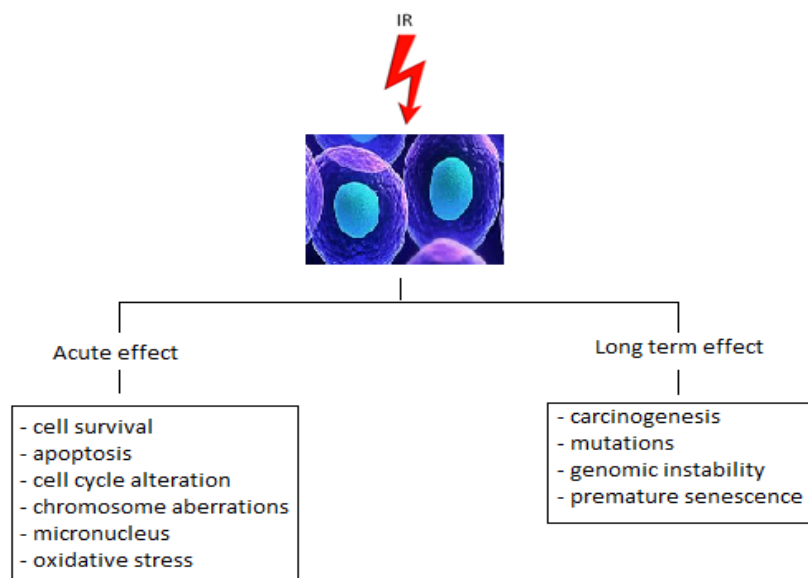 IR
Acute effect
Long term effect
- cell survival
- apoptosis
- cell cycle alteration
- chromosome aberrations
- micronucleus
- oxidative stress
- carcinogenesis
- mutations
- genomic instability
- premature senescence